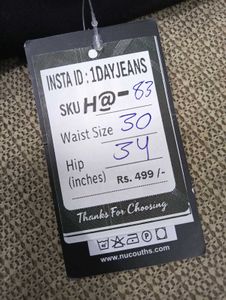 INSTA ID : 1DAYJEANS
SKU H@-83
Waist Size 30
Hip 34
(inches) Rs. 499 /-
Thanks For Choosing
www.nucouths.com